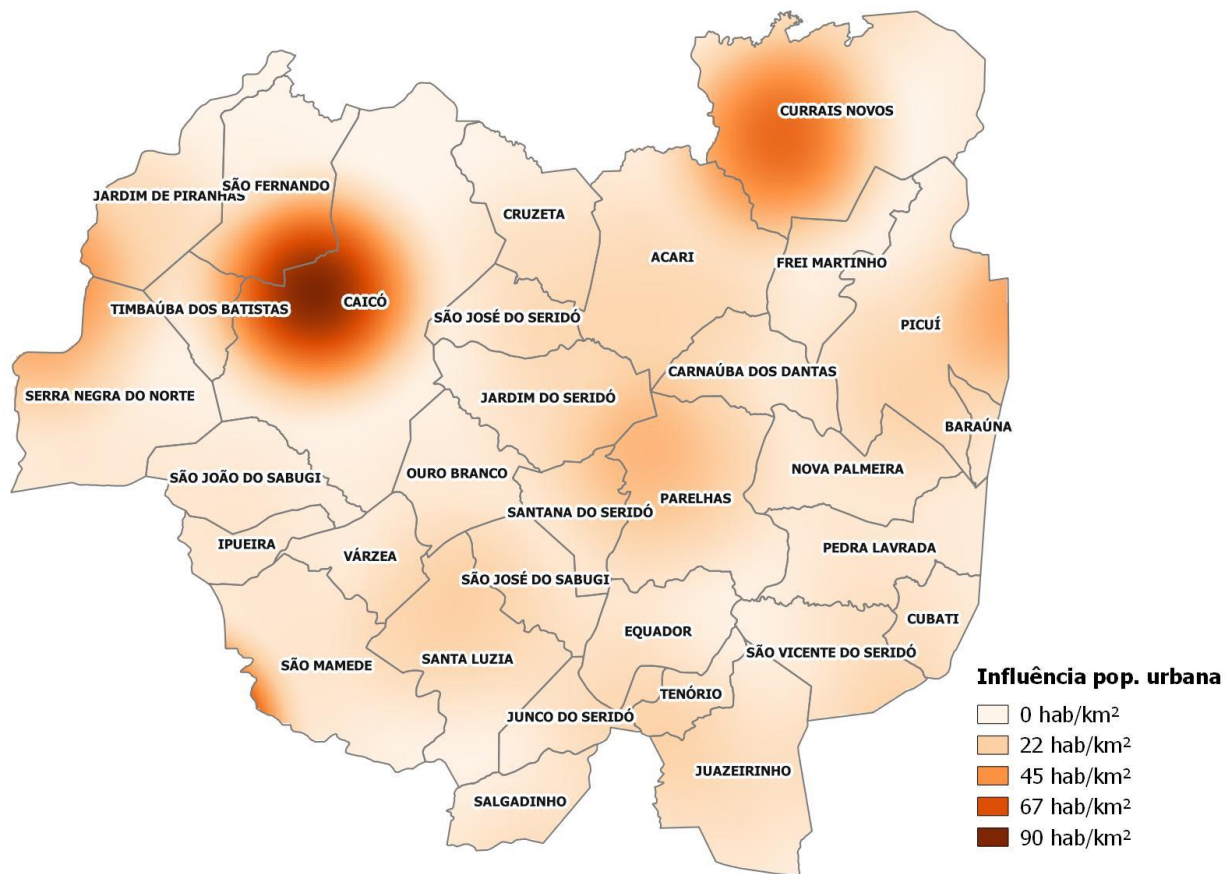 CURRAIS NOVOS
SÃO FERNANDO
JARDIM DE PIRANHAS
CRUZETA
ACARI
FREI MARTINHO
TIMBAÚBA DOS BATISTAS
CAICÓ
SÃO JOSÉ DO SERIDÓ
PICUÍ
CARNAÚBA DOS DANTAS
SERRA NEGRA DO NORTE
JARDIM DO SERIDÓ
BARAÚNA
SÃO JOÃO DO SABUGI
OURO BRANCO
NOVA PALMEIRA
PARELHAS
SANTANA DO SERIDÓ
IPUEIRA
VÁRZEA
PEDRA LAVRADA
SÃO JOSÉ DO SABUGI
CUBATI
EQUADOR
SÃO VICENTE DO SERIDÓ
SÃO MAMEDE
SANTA LUZIA
TENÓRIO
JUNCO DO SERIDÓ
JUAZEIRINHO
SALGADINHO
Influência pop. urbana
0 hab/km²
22 hab/km²
45 hab/km²
67 hab/km²
90 hab/km²